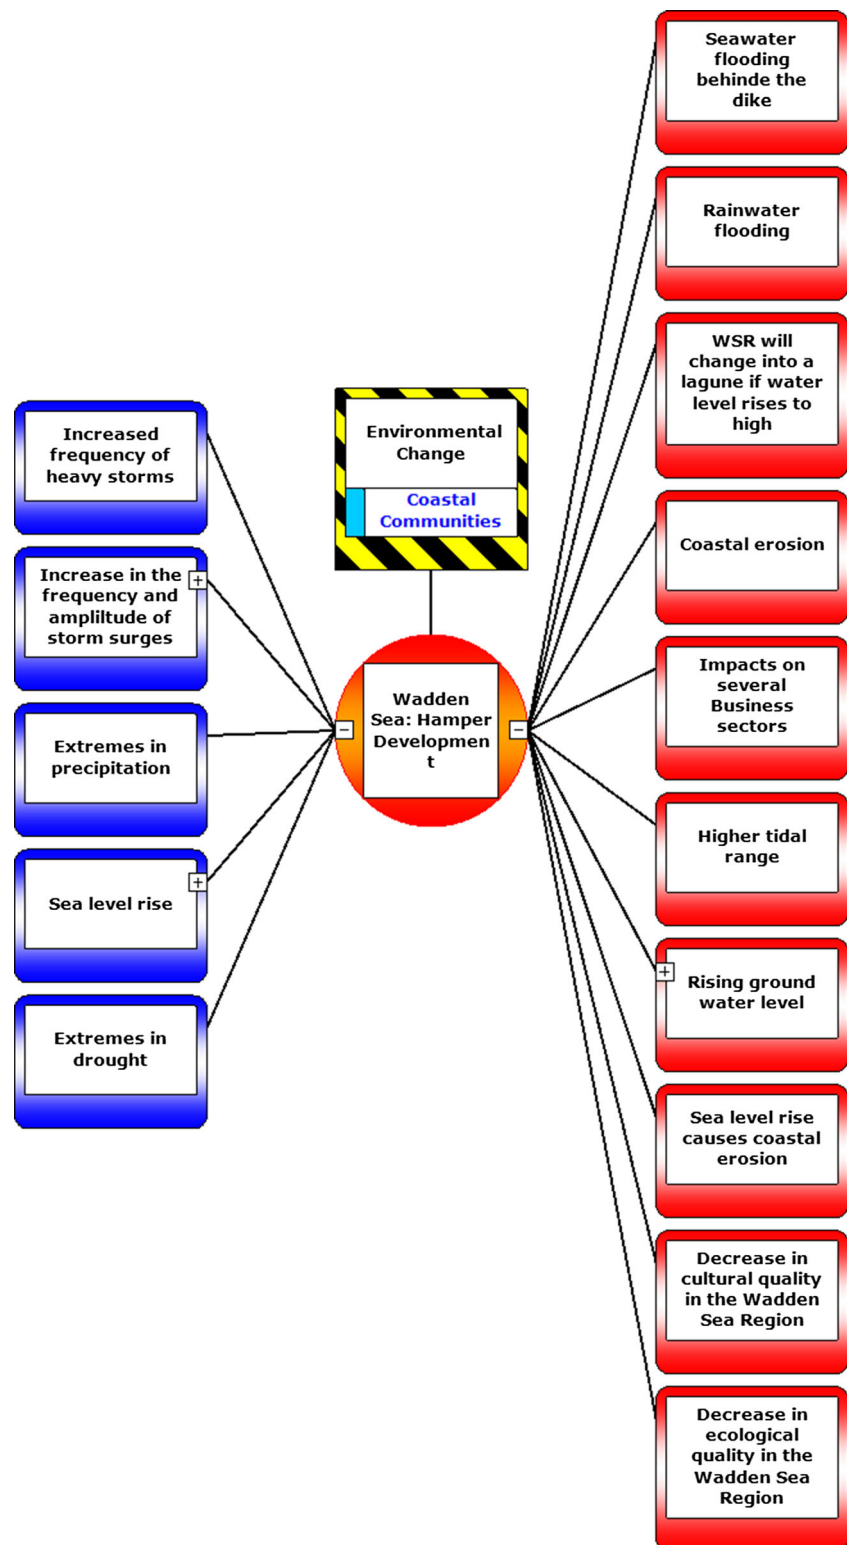 Increased
frequency of
heavy storms
Increase in the
frequency and
ampliltude of
storm surges
Extremes in
precipitation
Sea level rise
Extremes in
drought
Environmental
Change
Coastal
Communities
Wadden
Sea: Hamper
Developmen
t
Seawater
flooding
behinde the
dike
Rainwater
flooding
WSR will
change into a
lagune if water
level rises to
high
Coastal erosion
Impacts on
several
Business
sectors
Higher tidal
range
Rising ground
water level
Sea level rise
causes coastal
erosion
Decrease in
cultural quality
in the Wadden
Sea Region
Decrease in
ecological
quality in the
Wadden Sea
Region